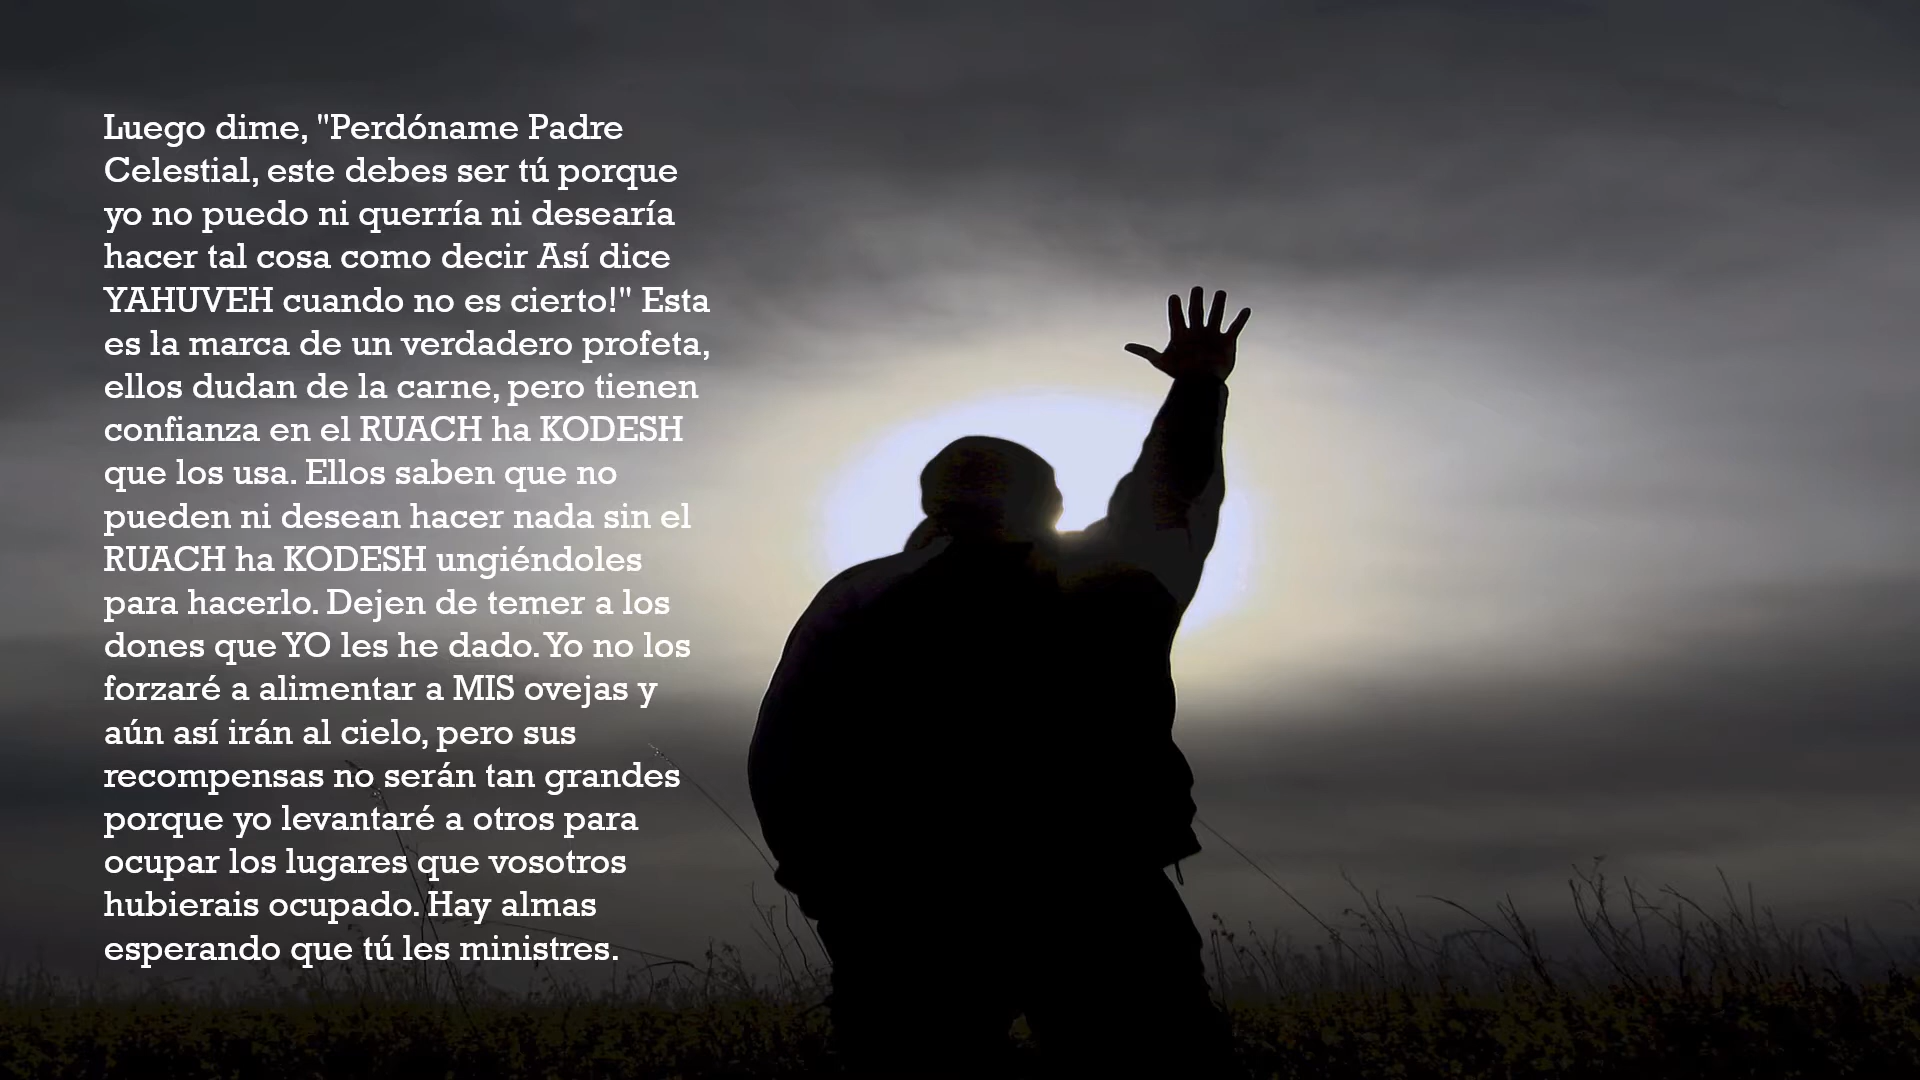 Luego dime, "Perdóname Padre
Celestial, este debes ser tú porque
yo no puedo ni querría ni desearía
hacer tal cosa como decir Así dice
YAHUVEH cuando no es cierto!" Esta
es la marca de un verdadero profeta,
ellos dudan de la carne, pero tienen
confianza en el RUACH ha KODESH
que los usa. Ellos saben que no
pueden ni desean hacer nada sin el
RUACH ha KODESH ungiéndoles
para hacerlo. Dejen de temer a los
dones que YO les he dado. Yo no los
forzaré a alimentar a MIS ovejas y
aún así irán al cielo, pero sus
recompensas no serán tan grandes
porque yo levantaré a otros para
ocupar los lugares que vosotros
hubierais ocupado. Hay almas
esperando que tú les ministres.